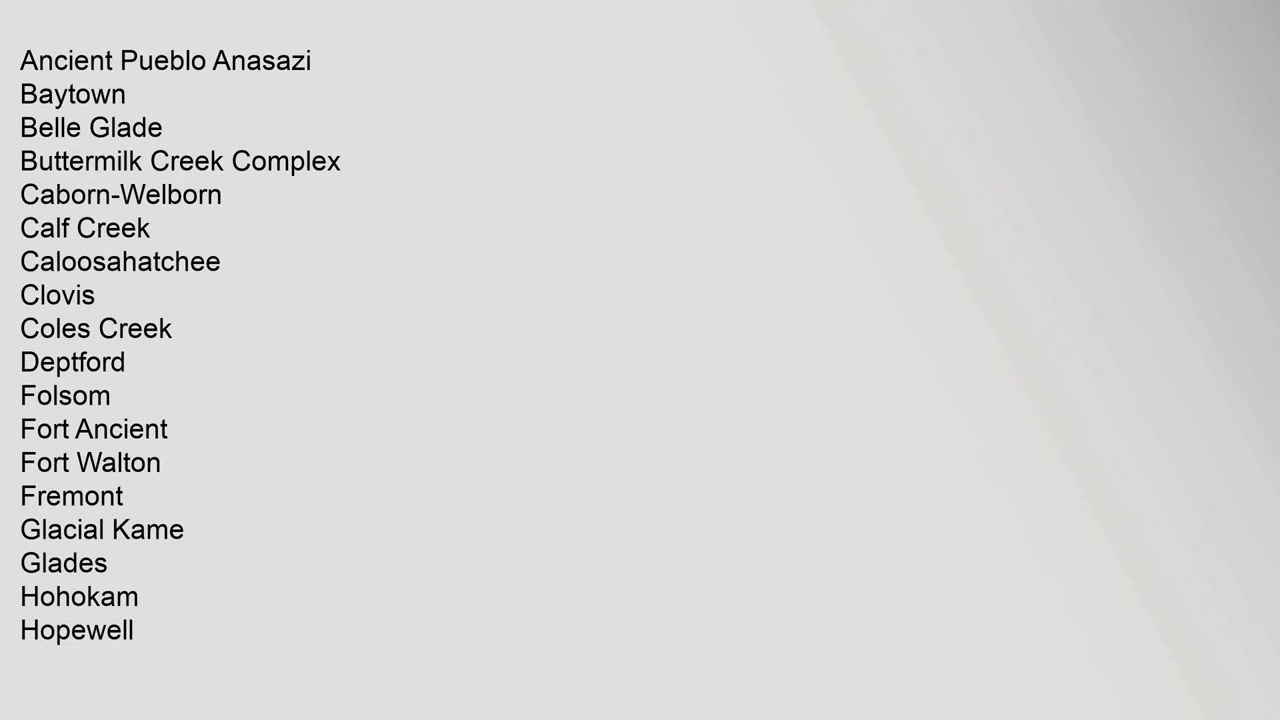 Ancient Pueblo Anasazi
Baytown
Belle Glade
Buttermilk Creek Complex
Caborn-Welborn
Calf Creek
Caloosahatchee
Clovis
Coles Creek
Deptford
Folsom
Fort Ancient
Fort Walton
Fremont
Glacial Kame
Glades
Hohokam
Hopewell